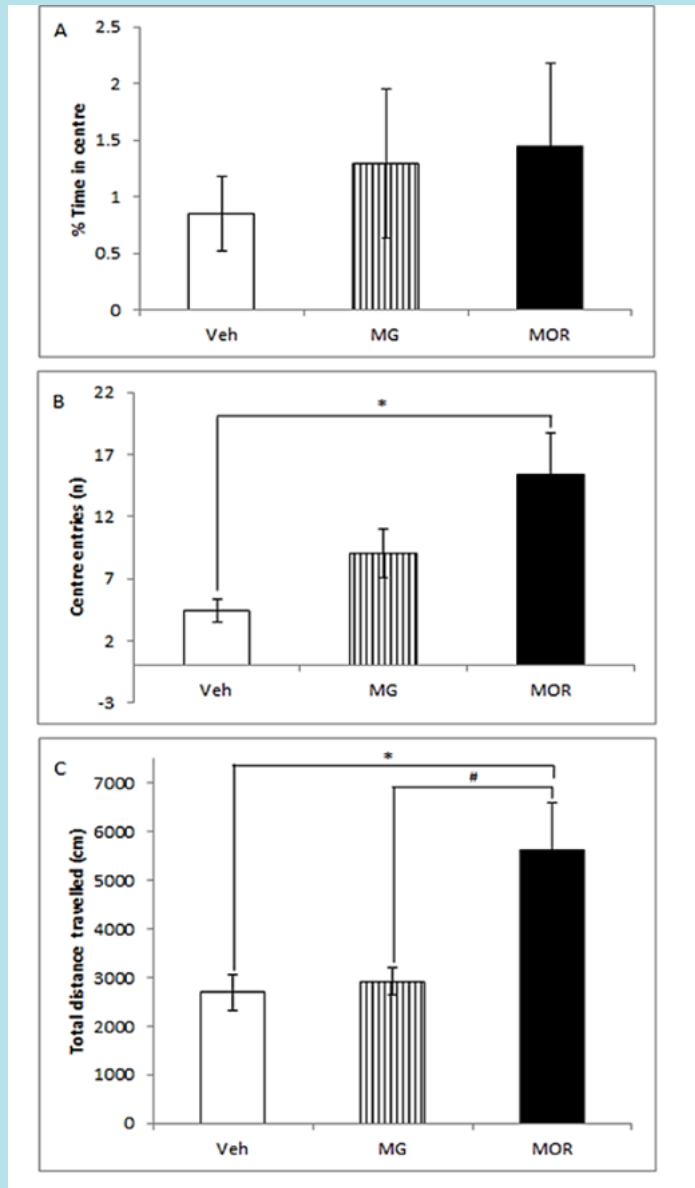 A
2.5
2
1.5
1
0.5
0
% Time in centre
Veh MG MOR
B
22
17
12
7
2
-3
Centre entries (n)
*
Veh MG MOR
C
7000
6000
5000
4000
3000
2000
1000
0
Total distance travelled (cm)
*
#
Veh MG MOR